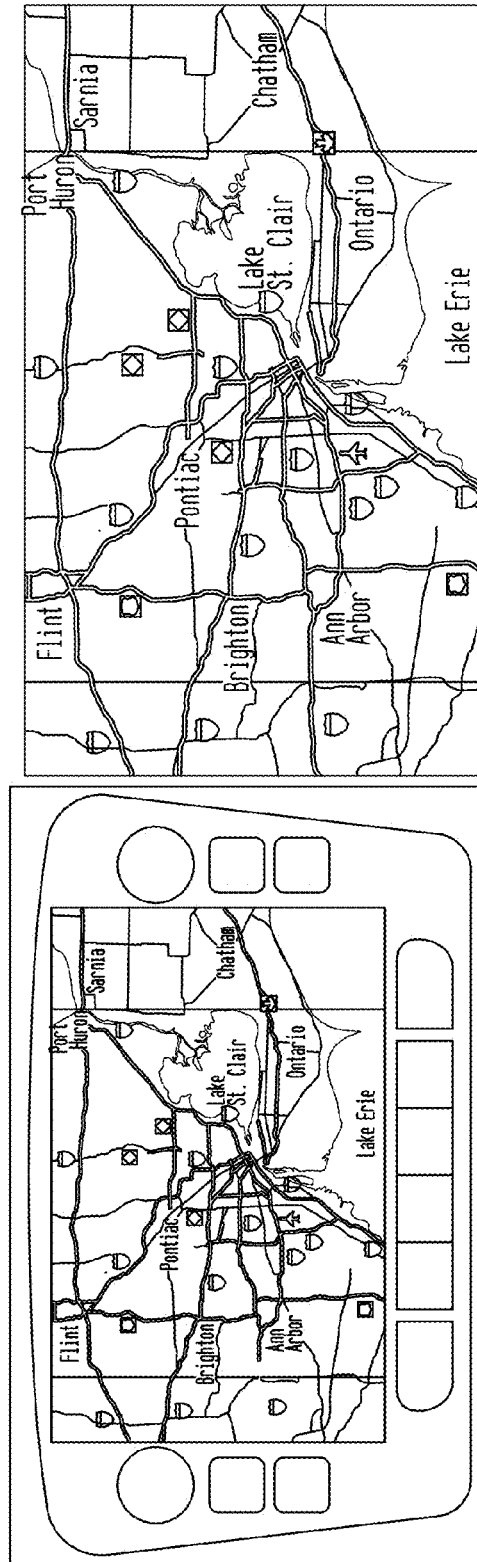 Flint
Port
Huron
Sarnia
Pontiac
Chatham
Brighton
Lake
St. Clair
Ann
Arbor
Ontario
Lake Erie
Flint
Port
Huron
Sarnia
Pontiac
Chatham
Brighton
Lake
St. Clair
Ann
Arbor
Ontario
Lake Erie